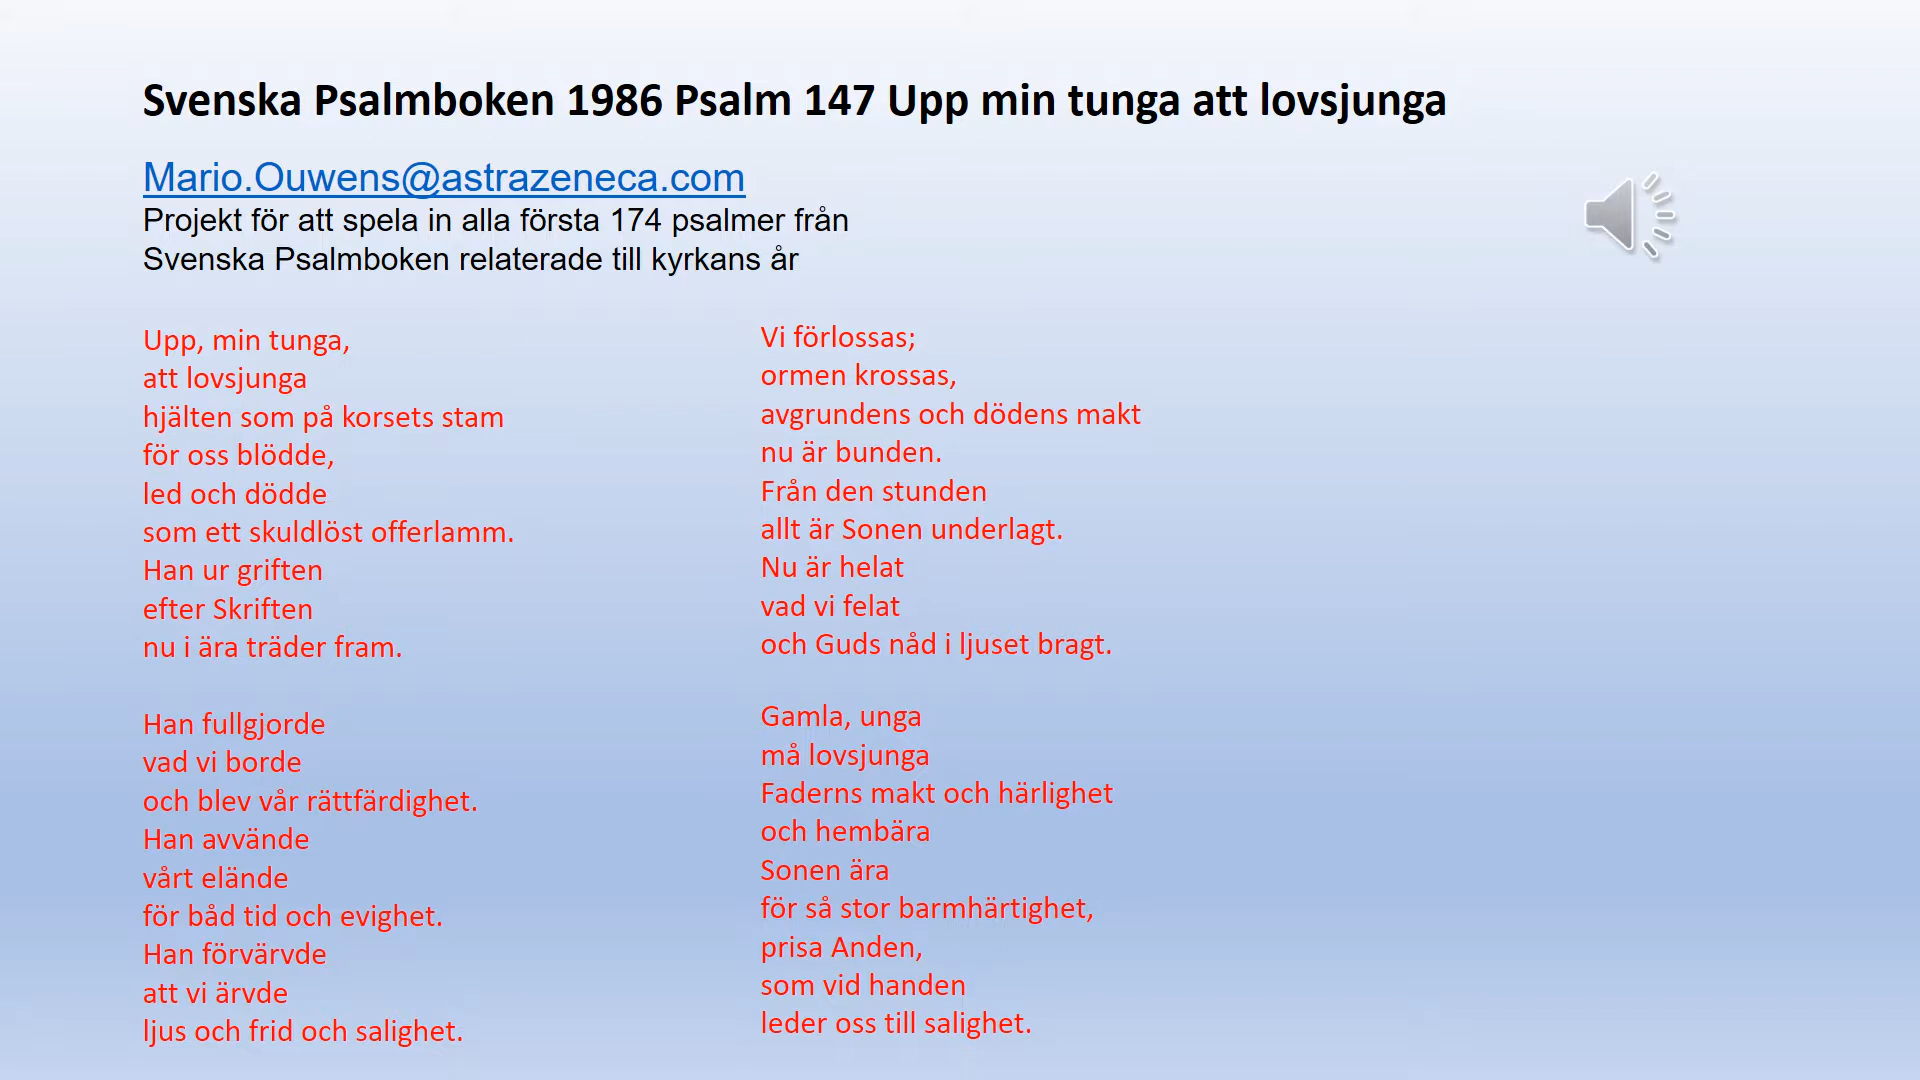 Svenska Psalmboken 1986 Psalm 147 Upp min tunga att lovsjunga
Mario.Ouwens@astrazeneca.com
Projekt för att spela in alla första 174 psalmer från
Svenska Psalmboken relaterade till kyrkans år
Upp, min tunga,
att lovsjunga
hjälten som på korsets stam
för oss blödde,
led och dödde
som ett skuldlöst offerlamm.
Han ur griften
efter Skriften
nu i ära träder fram.
Han fullgjorde
vad vi borde
och blev vår rättfärdighet.
Han avvände
vårt elände
för båd tid och evighet.
Han förvärvde
att vi ärvde
ljus och frid och salighet.
Vi förlossas;
ormen krossas,
avgrundens och dödens makt
nu är bunden.
Från den stunden
allt är Sonen underlagt.
Nu är helat
vad vi felat
och Guds nåd i ljuset bragt.
Gamla, unga
må lovsjunga
Faderns makt och härlighet
och hembära
Sonen ära
för så stor barmhärtighet,
prisa Anden,
som vid handen
leder oss till salighet.